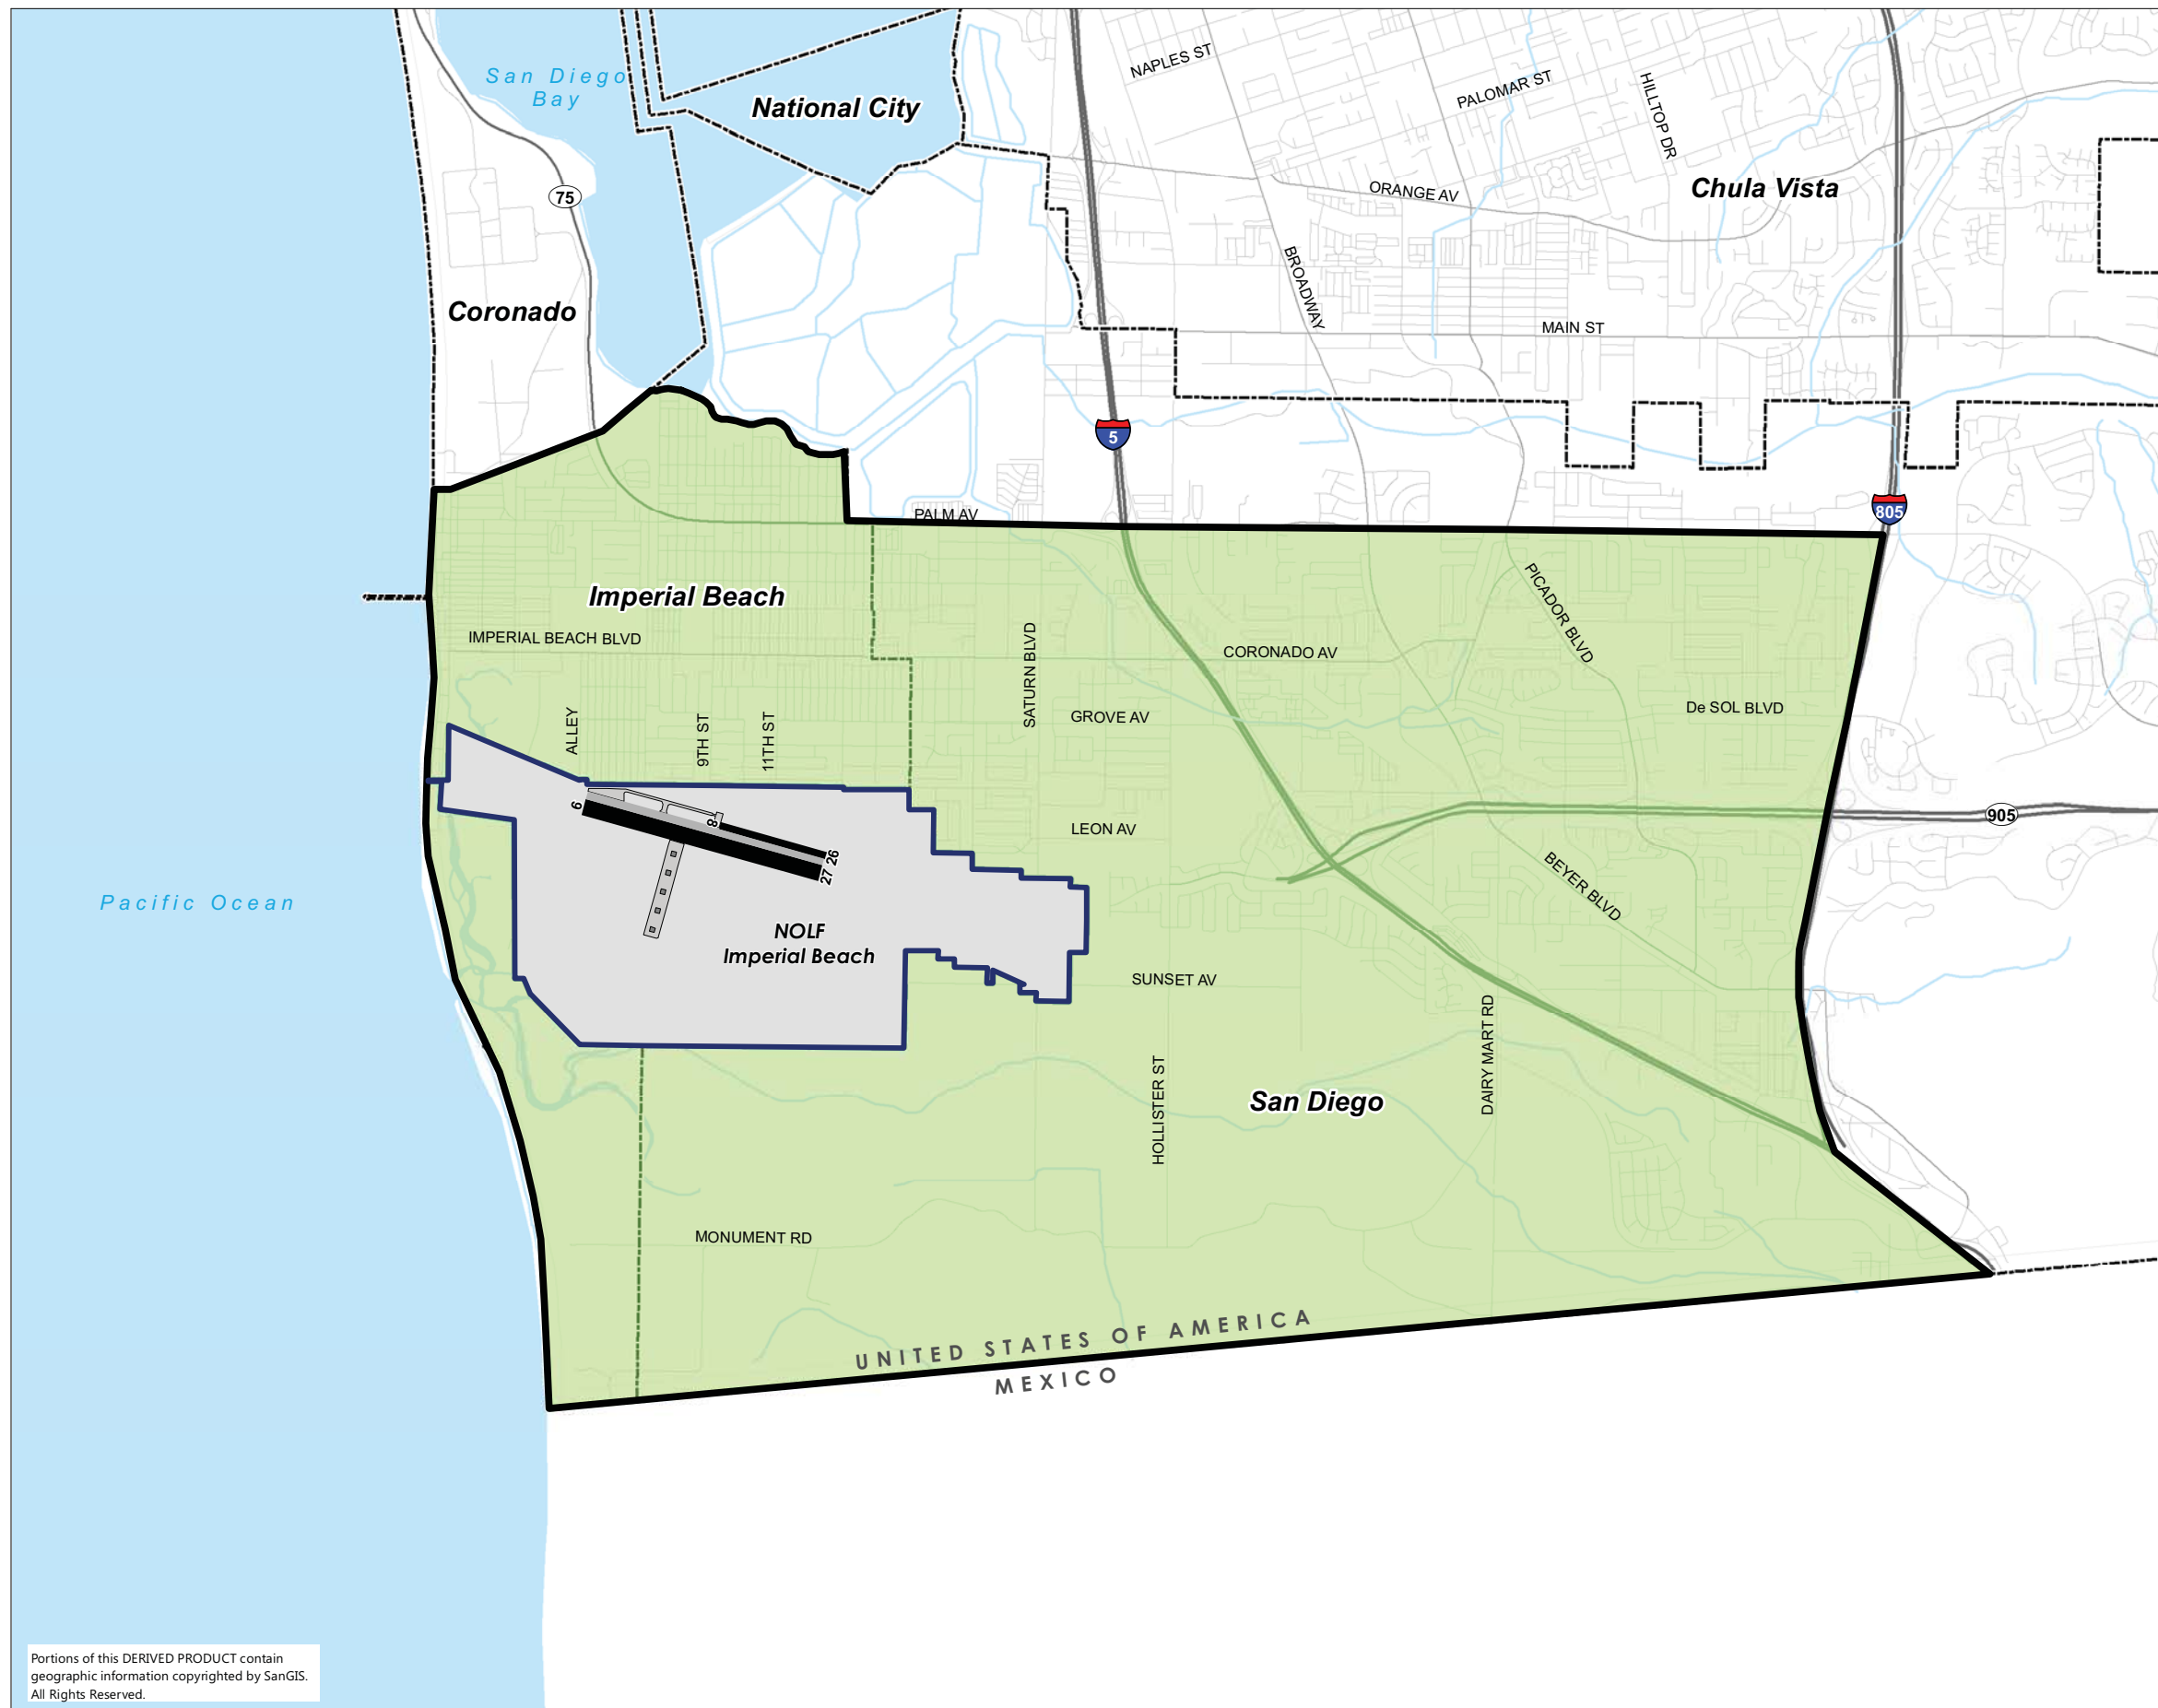 San Diego
Bay
National City
NAPLES ST
PALOMAR ST
HILLTOP DR
Chula Vista
ORANGE AV
75
Coronado
BROADWAY
MAIN ST
5
805
PALM AV
Imperial Beach
IMPERIAL BEACH BLVD
SATURN BLVD
CORONADO AV
PICADOR BLVD
De SOL BLVD
GROVE AV
ALLEY
9TH ST
11TH ST
9
8
26
27
LEON AV
905
BEYER BLVD
Pacific Ocean
NOLF
Imperial Beach
SUNSET AV
DAIRY MART RD
HOLLISTER ST
San Diego
MONUMENT RD
UNITED STATES OF AMERICA
MEXICO
Portions of this DERIVED PRODUCT contain
geographic information copyrighted by SanGIS.
All Rights Reserved.